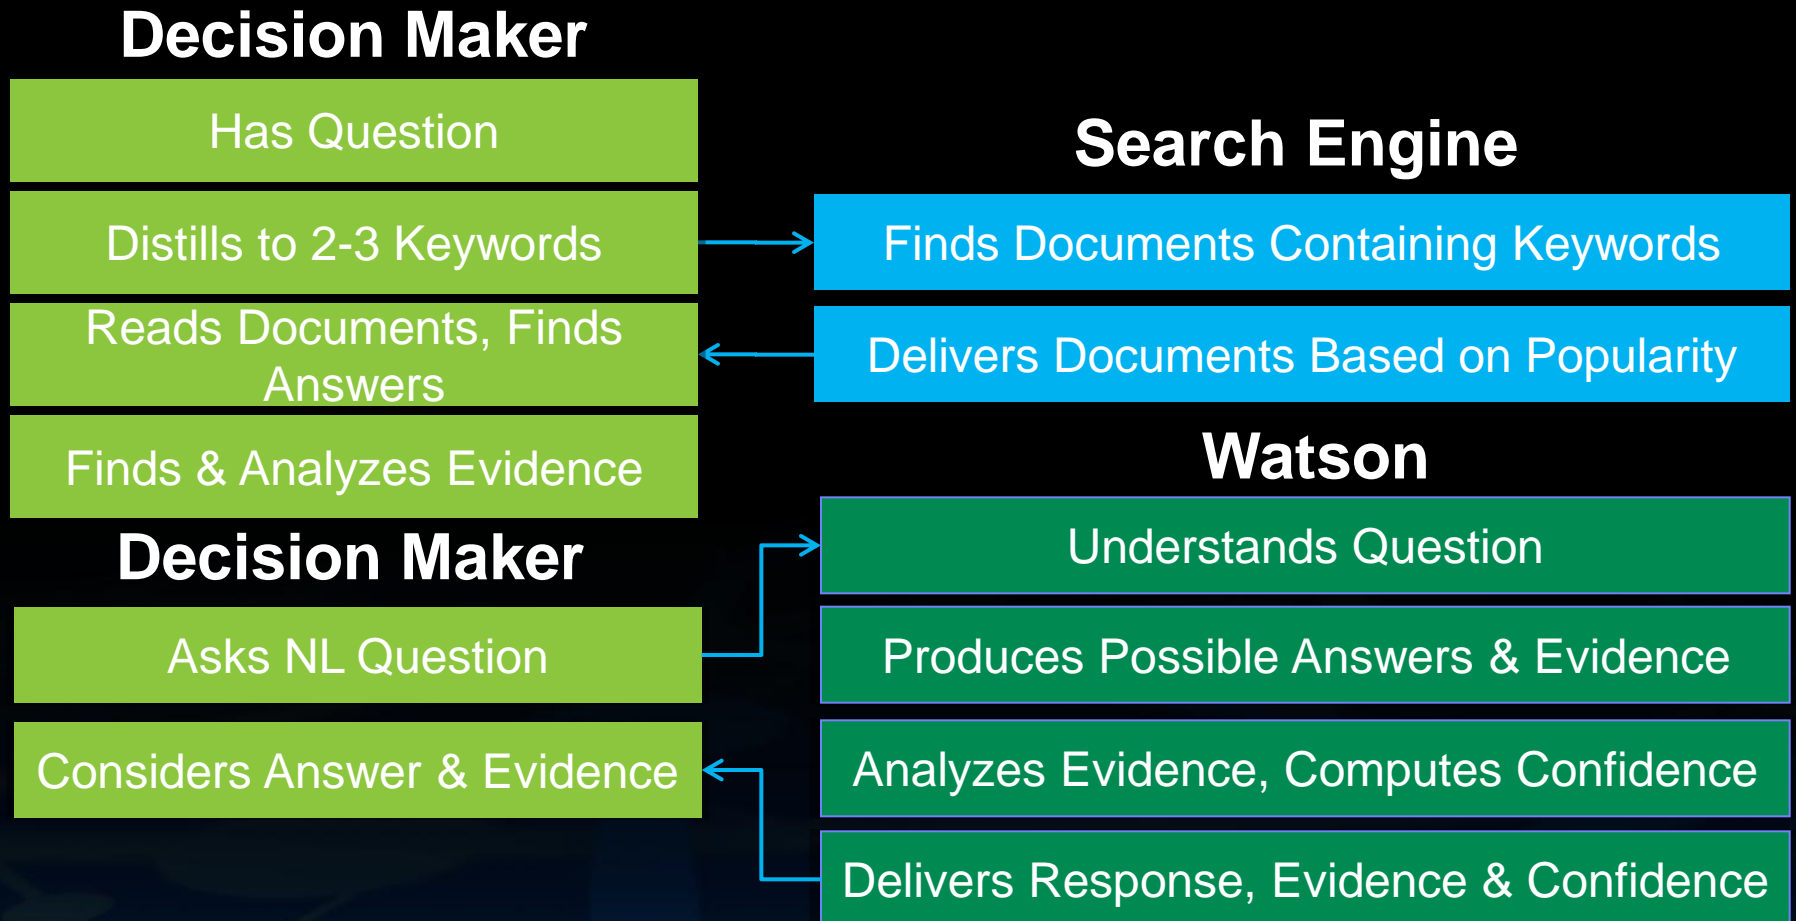 Decision Maker
Has Question
Distills to 2-3 Keywords
Reads Documents, Finds
Answers
Finds & Analyzes Evidence
Search Engine
Finds Documents Containing Keywords
Delivers Documents Based on Popularity
Decision Maker
Asks NL Question
Considers Answer & Evidence
Watson
Understands Question
Produces Possible Answers & Evidence
Analyzes Evidence, Computes Confidence
Delivers Response, Evidence & Confidence